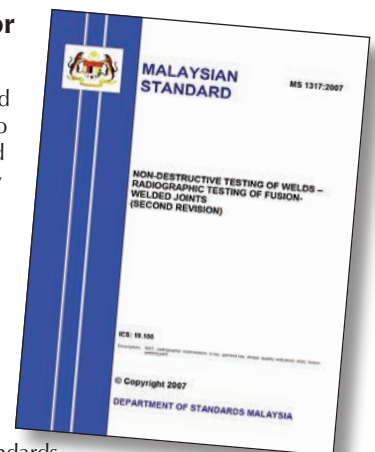 or
MALAYSIAN
STANDARD
MS 1317:2007
NON-DESTRUCTIVE TESTING OF WELDS –
RADIOGRAPHIC TESTING OF FUSION-
WELDED JOINTS
(SECOND REVISION)
ICS: 19.100
© Copyright 2007
DEPARTMENT OF STANDARDS MALAYSIA